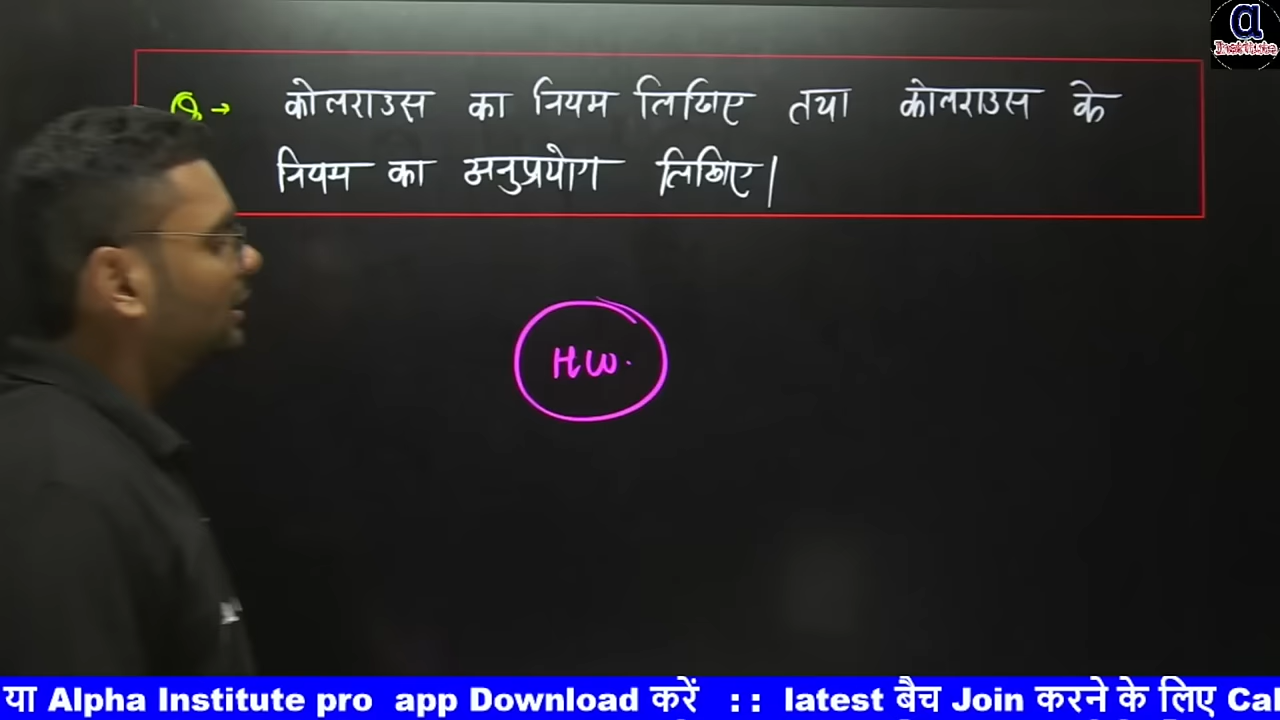 α
Institute
Q. → कोलराउस का नियम लिखिए तथा कोलराउस के
नियम का अनुप्रयोग लिखिए|
HW.
या Alpha Institute pro app Download करें :: latest बैच Join करने के लिए Cal